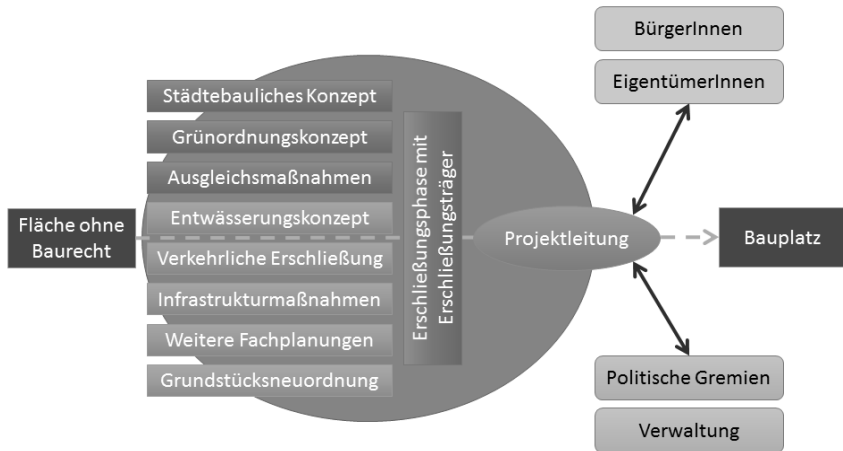 BürgerInnen
EigentümerInnen
Städtebauliches Konzept
Grünordnungskonzept
Ausgleichsmaßnahmen
Entwässerungskonzept
Verkehrliche Erschließung
Infrastrukturmaßnahmen
Weitere Fachplanungen
Grundstücksneuordnung
Fläche ohne
Baurecht
Erschließungsphase mit
Erschließungsträger
Projektleitung
Bauplatz
Politische Gremien
Verwaltung